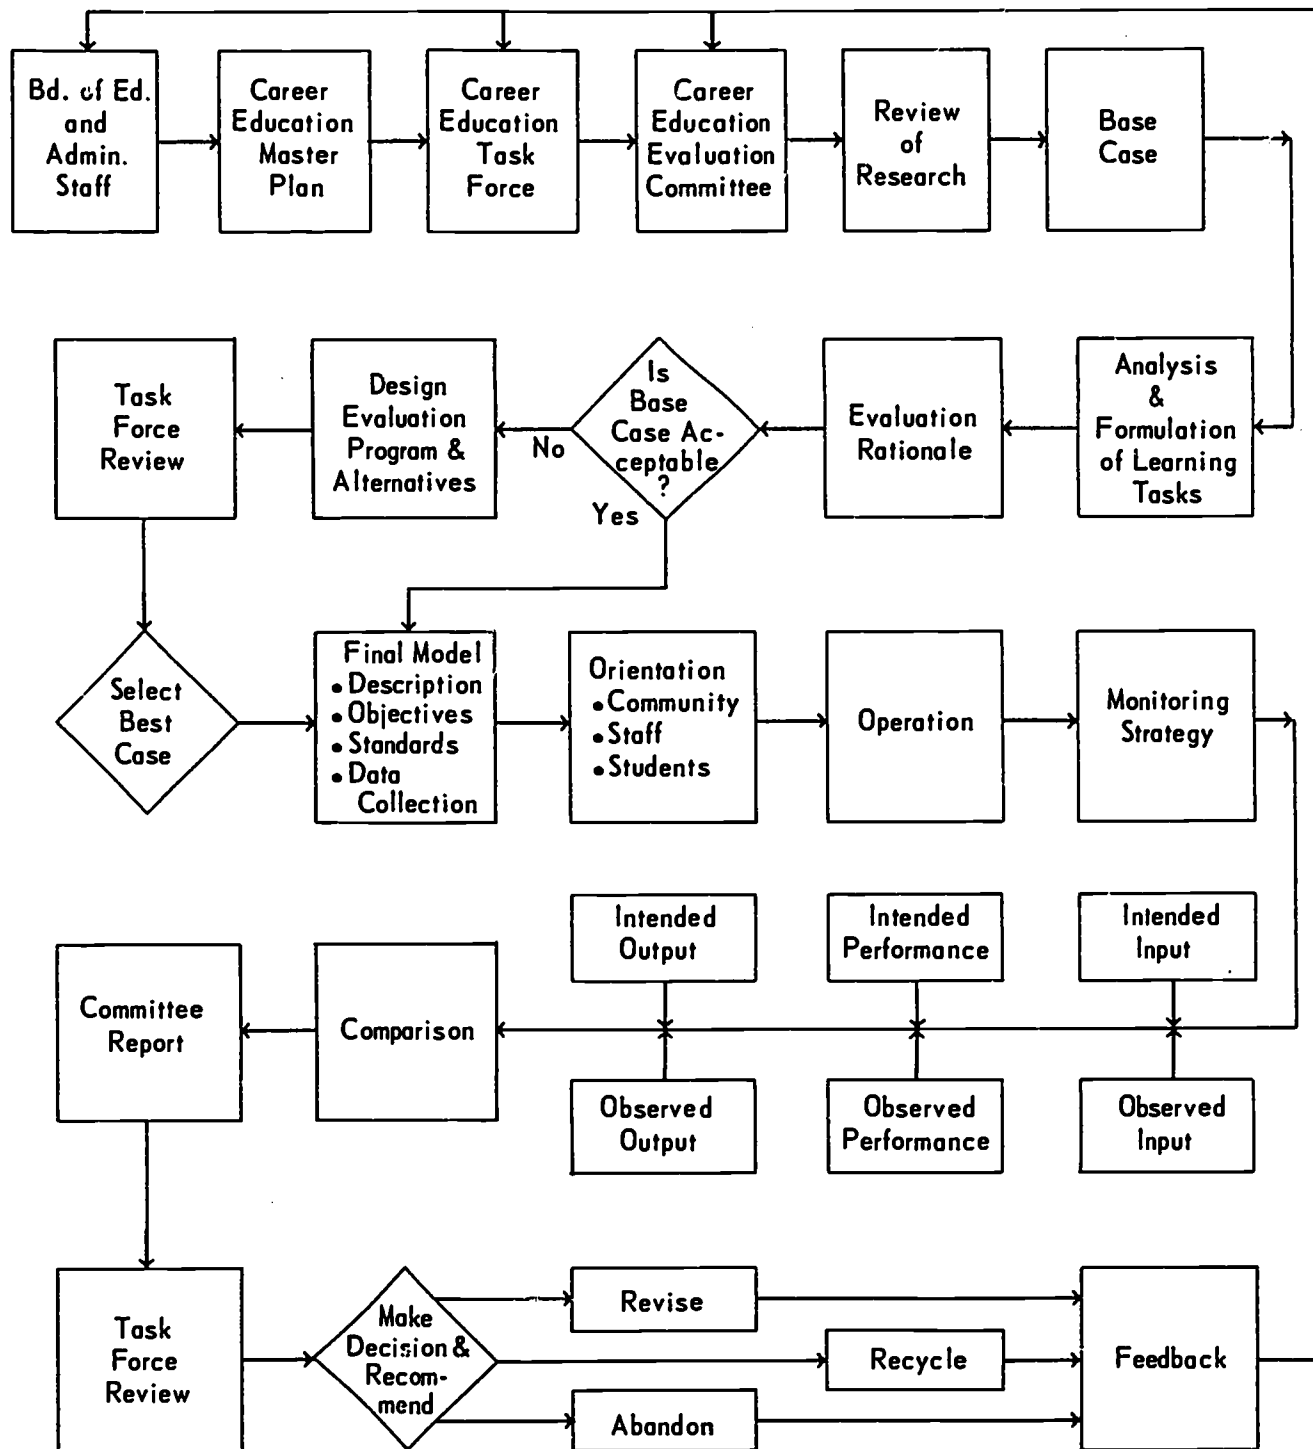 Bd. of Ed.
and
Admin.
Staff
Career
Education
Master
Plan
Career
Education
Task
Force
Career
Education
Evaluation
Committee
Review
of
Research
Base
Case
Task
Force
Review
Design
Evaluation
Program &
Alternatives
No
Is
Base
Case Ac-
ceptable
?
Yes
Evaluation
Rationale
Analysis
&
Formulation
of Learning
Tasks
Select
Best
Case
Final Model
• Description
• Objectives
• Standards
• Data
Collection
Orientation
• Community
• Staff
• Students
Operation
Monitoring
Strategy
Committee
Report
Comparison
Intended
Output
Intended
Performance
Intended
Input
Observed
Output
Observed
Performance
Observed
Input
Task
Force
Review
Make
Decision &
Recom-
mend
Revise
Recycle
Abandon
Feedback